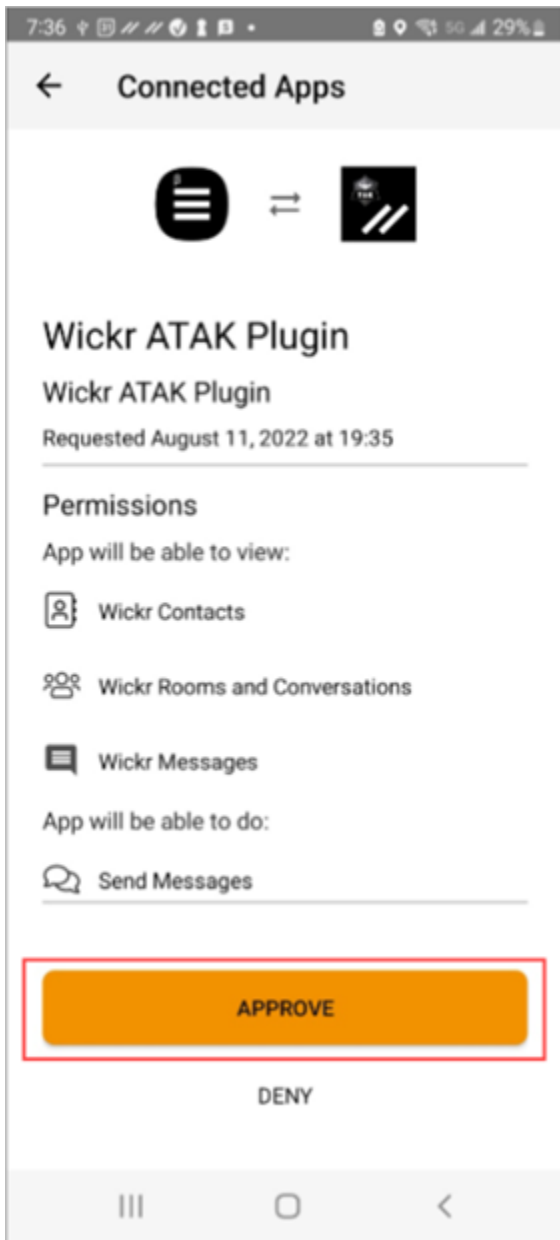 7:36
5G 29%
Connected Apps
TAK
Wickr ATAK Plugin
Wickr ATAK Plugin
Requested August 11, 2022 at 19:35
Permissions
App will be able to view:
Wickr Contacts
Wickr Rooms and Conversations
Wickr Messages
App will be able to do:
Send Messages
APPROVE
DENY